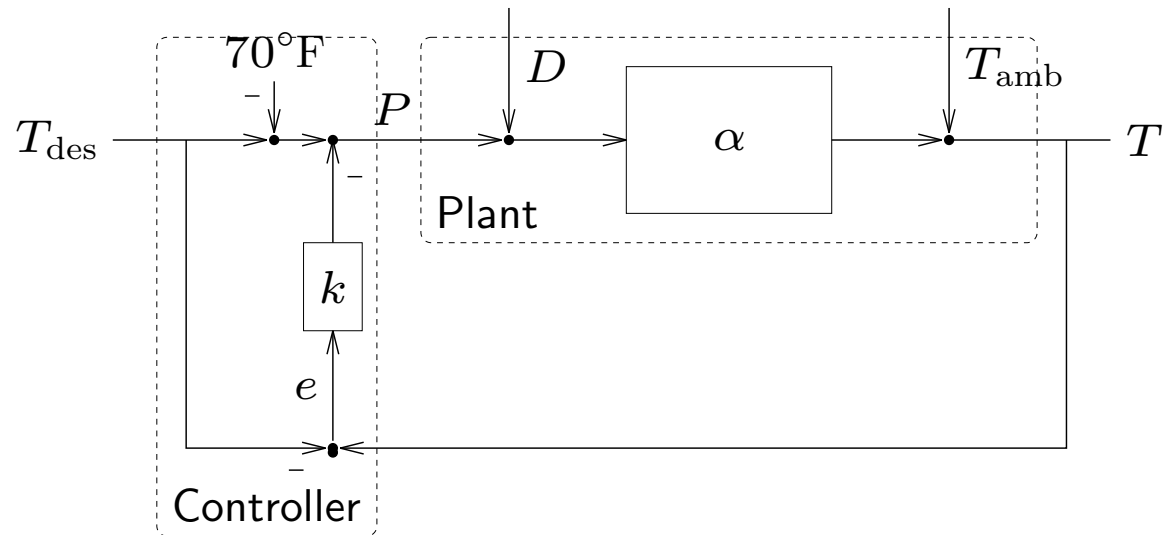 70°F
–
D
T_amb
P
T_des
α
T
–
Plant
k
e
–
Controller